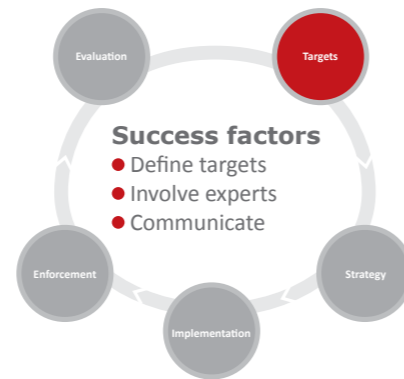 Evaluation
Targets
Success factors
Define targets
Involve experts
Communicate
Enforcement
Strategy
Implementation